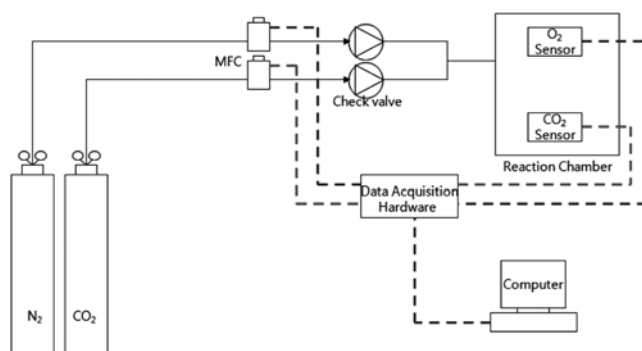 O₂
Sensor
MFC
Check valve
CO₂
Sensor
Reaction Chamber
Data Acquisition
Hardware
Computer
N₂
CO₂